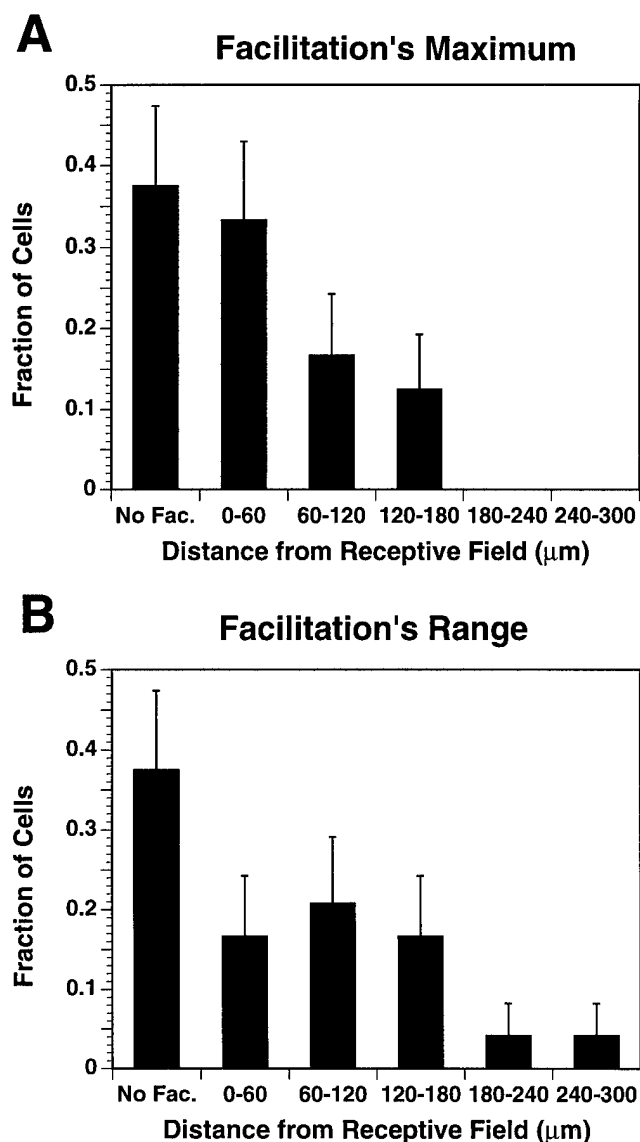 A
Facilitation's Maximum
0.5
0.4
0.3
0.2
0.1
0
Fraction of Cells
No Fac. 0-60 60-120 120-180 180-240 240-300
Distance from Receptive Field (μm)
B
Facilitation's Range
0.5
0.4
0.3
0.2
0.1
0
Fraction of Cells
No Fac. 0-60 60-120 120-180 180-240 240-300
Distance from Receptive Field (μm)